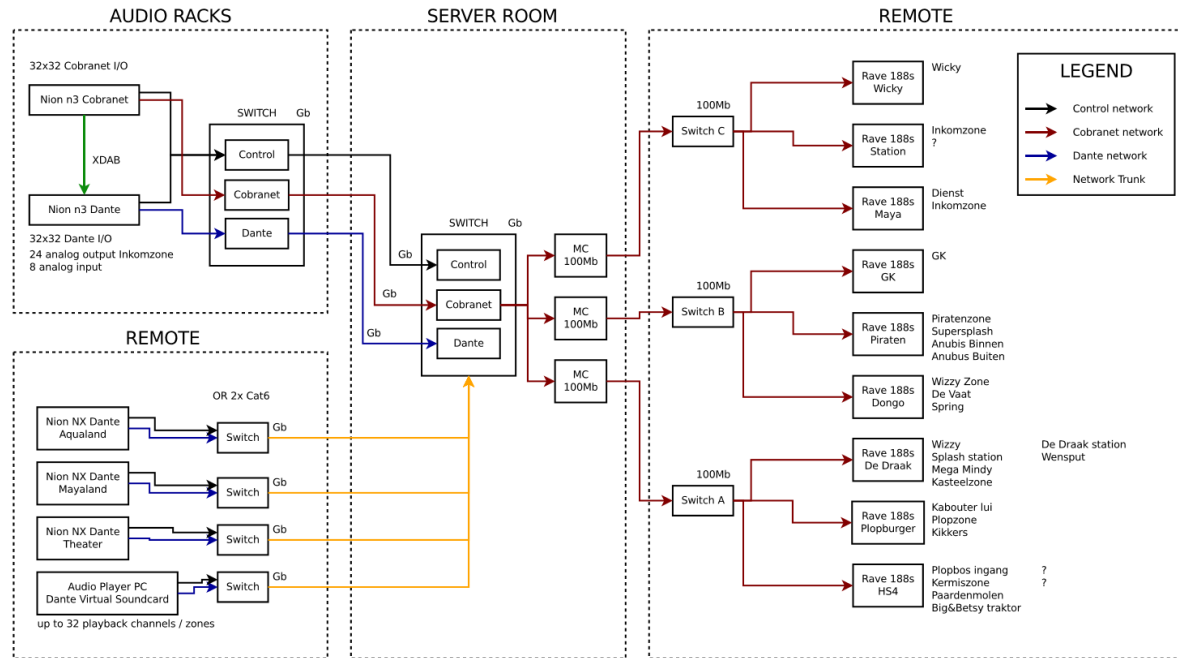 AUDIO RACKS
32x32 Cobranet I/O
Nion n3 Cobranet
XDAB
Nion n3 Dante
32x32 Dante I/O
24 analog output Inkomzone
8 analog input
SWITCH Gb
Control
Cobranet
Dante
REMOTE
OR 2x Cat6
Nion NX Dante
Aqualand
Switch
Gb
Nion NX Dante
Mayaland
Switch
Gb
Nion NX Dante
Theater
Switch
Gb
Audio Player PC
Dante Virtual Soundcard
Switch
Gb
up to 32 playback channels / zones
SERVER ROOM
SWITCH Gb
Gb
Control
Gb
Cobranet
Gb
Dante
MC
100Mb
MC
100Mb
MC
100Mb
REMOTE
100Mb
Switch C
Rave 188s
Wicky
Wicky
Rave 188s
Station
Inkomzone
?
Rave 188s
Maya
Dienst
Inkomzone
100Mb
Switch B
Rave 188s
GK
GK
Rave 188s
Piraten
Piratenzone
Supersplash
Anubis Binnen
Anubus Buiten
Rave 188s
Dongo
Wizzy Zone
De Vaat
Spring
100Mb
Switch A
Rave 188s
De Draak
Wizzy
Splash station
Mega Mindy
Kasteelzone
De Draak station
Wensput
Rave 188s
Plopburger
Kabouter lui
Plopzone
Kikkers
Rave 188s
HS4
Plopbos ingang
Kermiszone
Paardenmolen
Big&Betsy traktor
?
?
LEGEND
Control network
Cobranet network
Dante network
Network Trunk